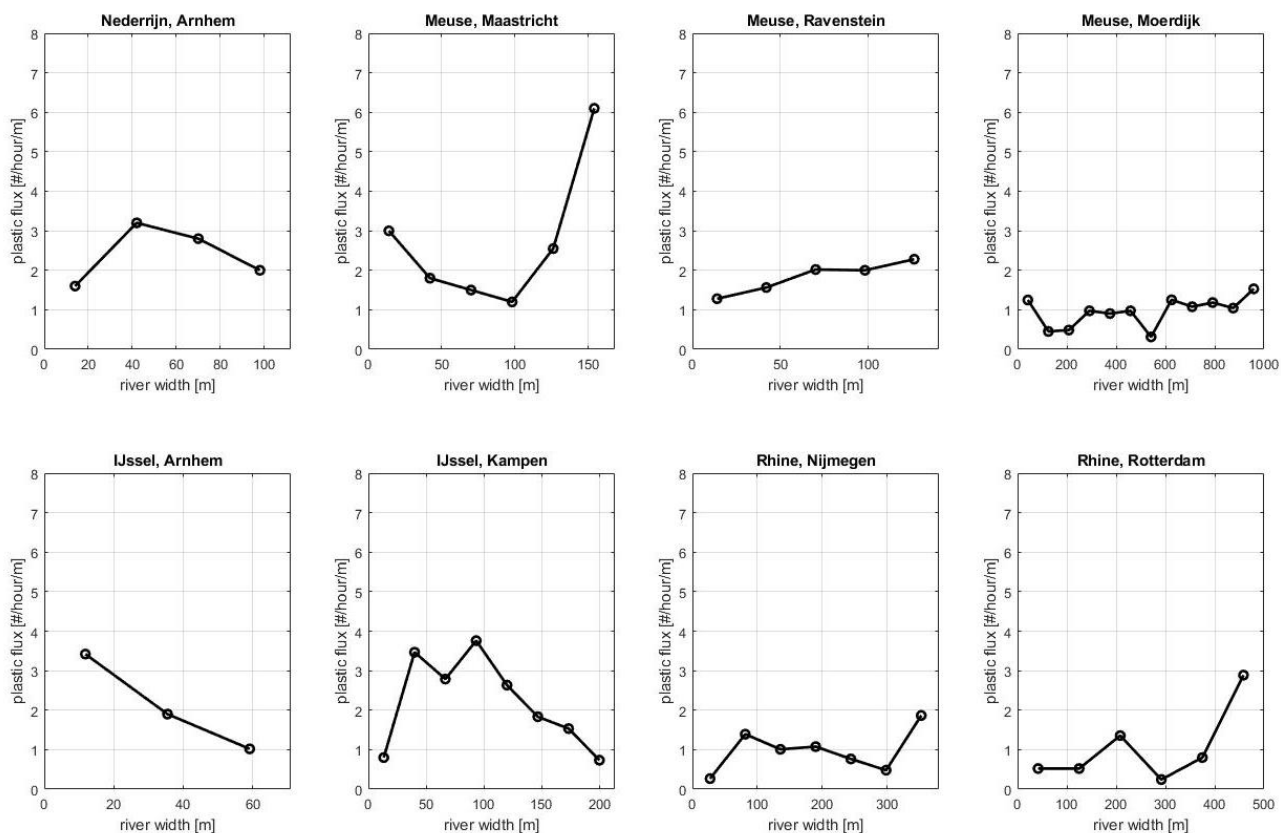 Nederrijn, Arnhem
8
7
6
5
4
3
2
1
0
plastic flux [#/hour/m]
0 20 40 60 80 100
river width [m]
Meuse, Maastricht
8
7
6
5
4
3
2
1
0
plastic flux [#/hour/m]
0 50 100 150
river width [m]
Meuse, Ravenstein
8
7
6
5
4
3
2
1
0
plastic flux [#/hour/m]
0 50 100
river width [m]
Meuse, Moerdijk
8
7
6
5
4
3
2
1
0
plastic flux [#/hour/m]
0 200 400 600 800 1000
river width [m]
IJssel, Arnhem
8
7
6
5
4
3
2
1
0
plastic flux [#/hour/m]
0 20 40 60
river width [m]
IJssel, Kampen
8
7
6
5
4
3
2
1
0
plastic flux [#/hour/m]
0 50 100 150 200
river width [m]
Rhine, Nijmegen
8
7
6
5
4
3
2
1
0
plastic flux [#/hour/m]
0 100 200 300
river width [m]
Rhine, Rotterdam
8
7
6
5
4
3
2
1
0
plastic flux [#/hour/m]
0 100 200 300 400 500
river width [m]